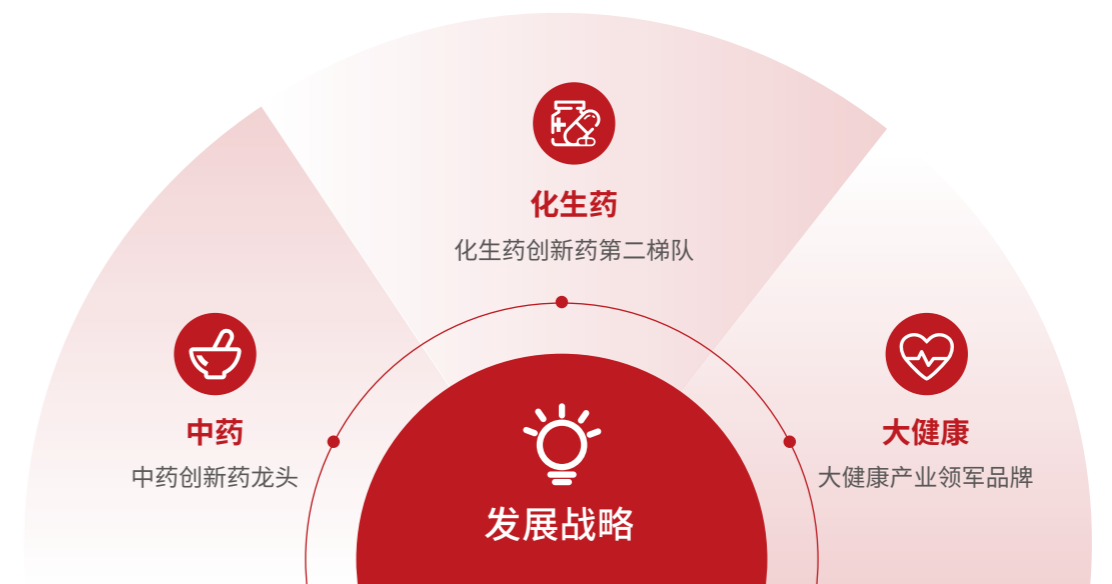 化生药
化生药创新药第二梯队
中药
中药创新药龙头
大健康
大健康产业领军品牌
发展战略